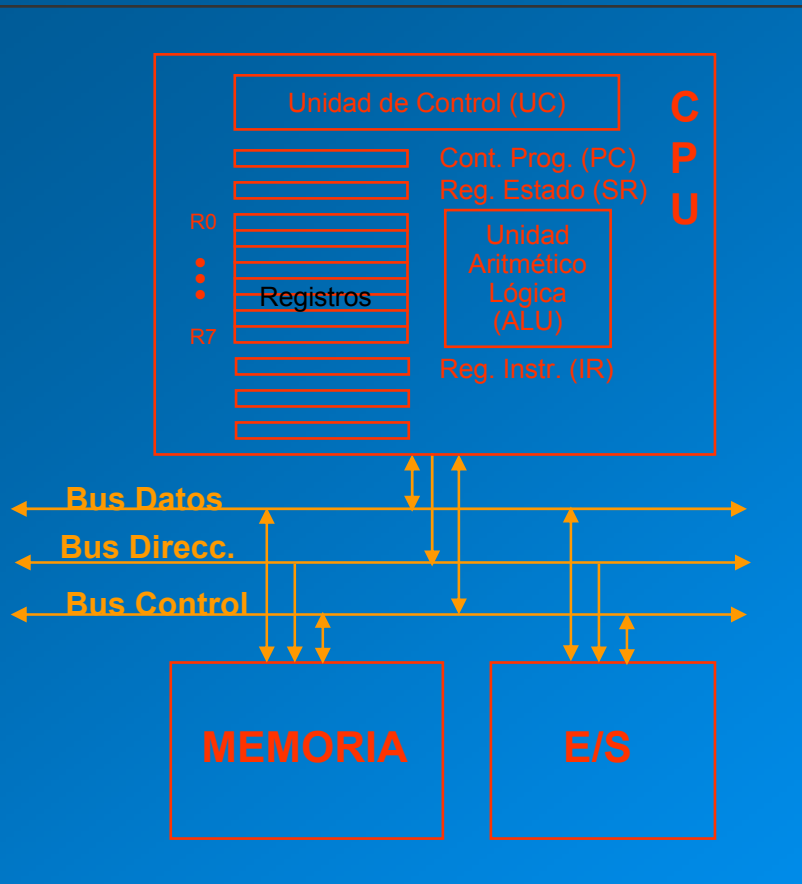 Unidad de Control (UC)
C
P
U
Cont. Prog. (PC)
Reg. Estado (SR)
R0
Unidad
Aritmético
Lógica
(ALU)
Registros
R7
Reg. Instr. (IR)
Bus Datos
Bus Direcc.
Bus Control
MEMORIA
E/S